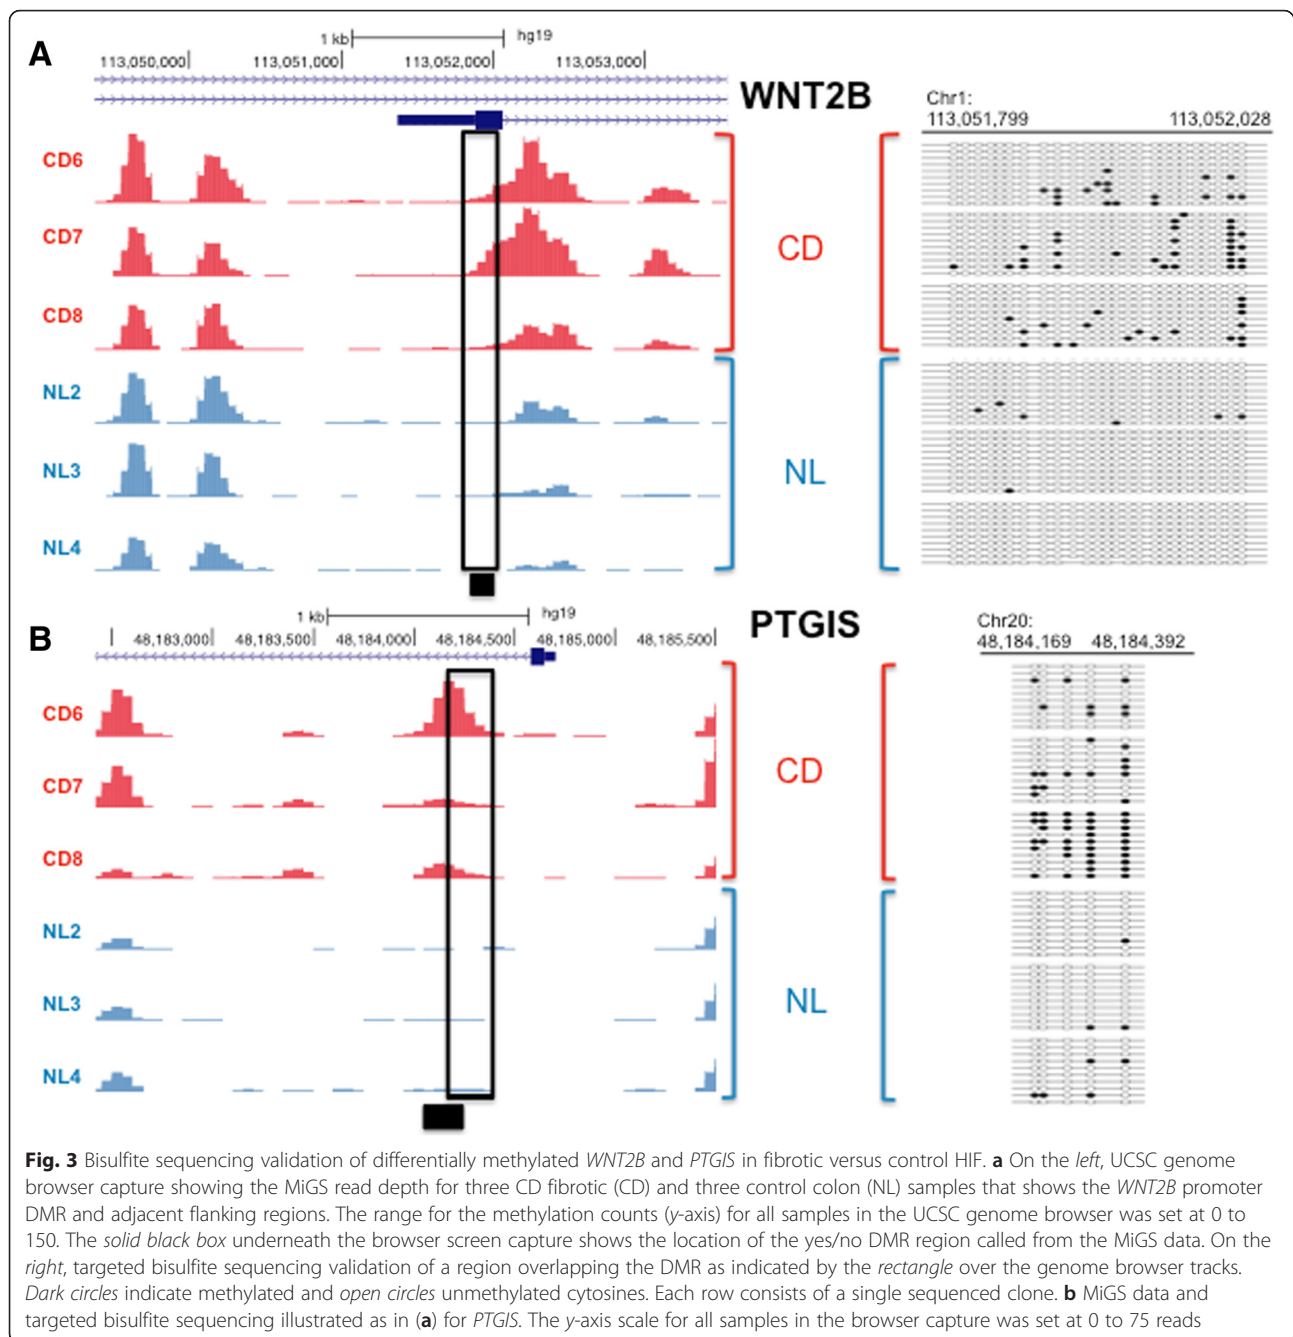 A
1 kb hg19
113,050,000 113,051,000 113,052,000 113,053,000
WNT2B
Chr1:
113,051,799 113,052,028
CD6
CD7
CD8
CD
NL2
NL3
NL4
NL
B
1 kb hg19
48,183,000 48,183,500 48,184,000 48,184,500 48,185,000 48,185,500
PTGIS
Chr20:
48,184,169 48,184,392
CD6
CD7
CD8
CD
NL2
NL3
NL4
NL
Fig. 3 Bisulfite sequencing validation of differentially methylated WNT2B and PTGIS in fibrotic versus control HIF. a On the left, UCSC genome
browser capture showing the MiGS read depth for three CD fibrotic (CD) and three control colon (NL) samples that shows the WNT2B promoter
DMR and adjacent flanking regions. The range for the methylation counts (y-axis) for all samples in the UCSC genome browser was set at 0 to
150. The solid black box underneath the browser screen capture shows the location of the yes/no DMR region called from the MiGS data. On the
right, targeted bisulfite sequencing validation of a region overlapping the DMR as indicated by the rectangle over the genome browser tracks.
Dark circles indicate methylated and open circles unmethylated cytosines. Each row consists of a single sequenced clone. b MiGS data and
targeted bisulfite sequencing illustrated as in (a) for PTGIS. The y-axis scale for all samples in the browser capture was set at 0 to 75 reads